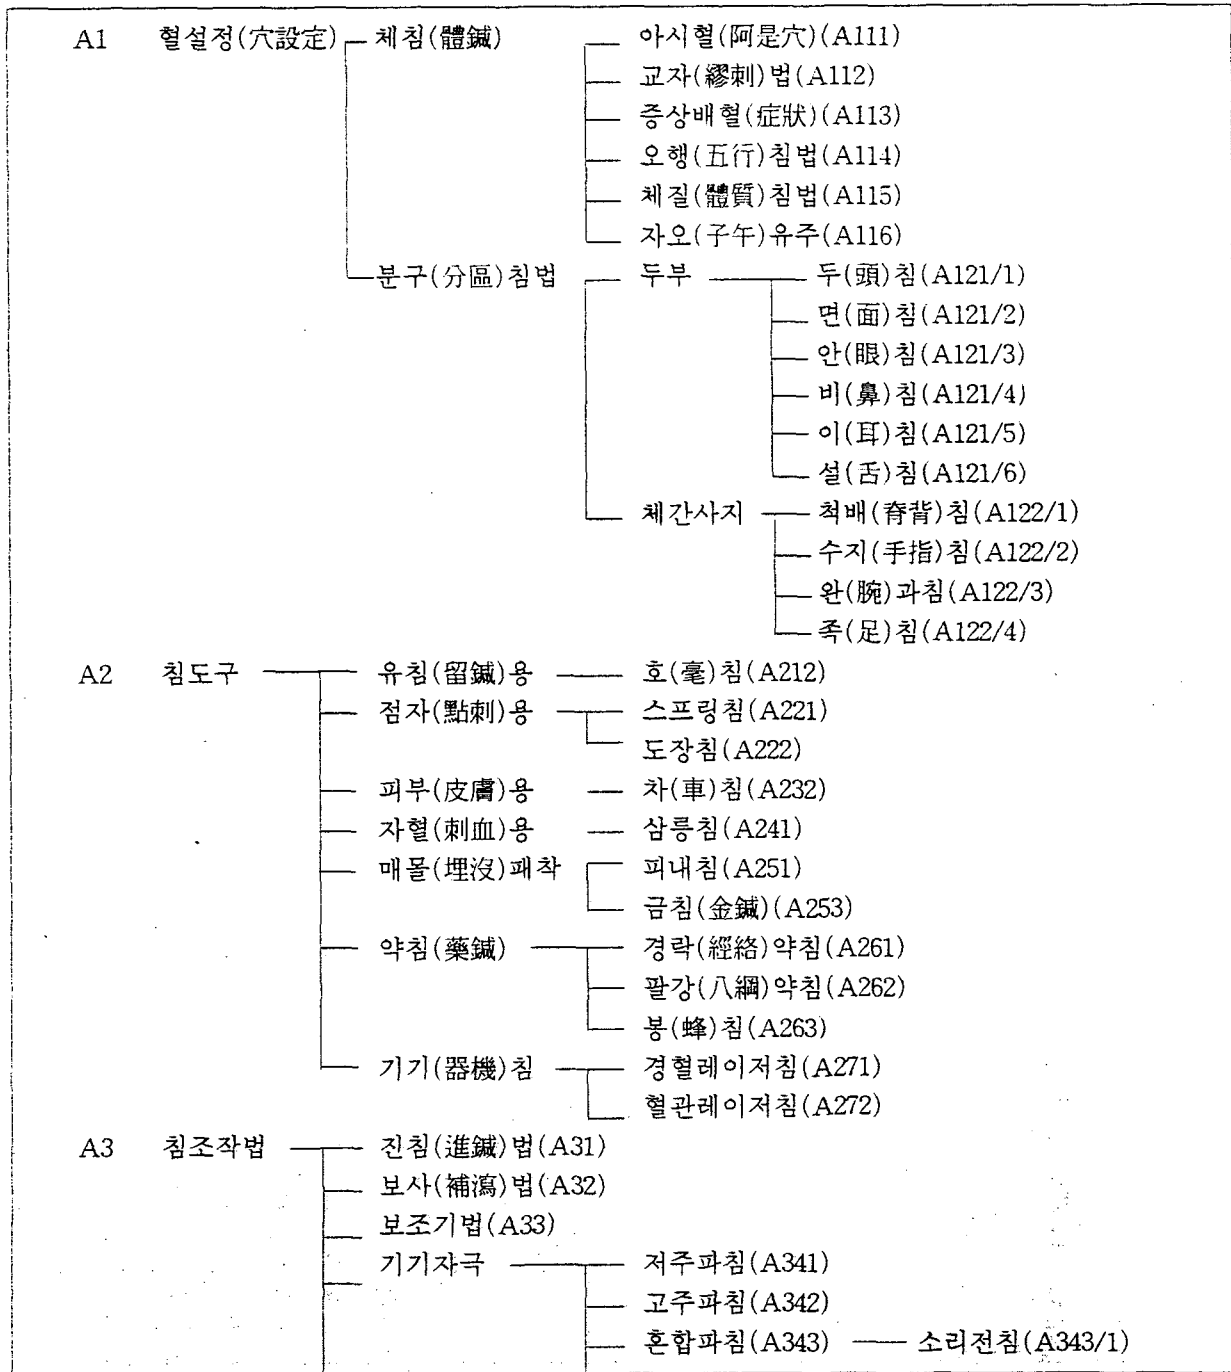 A1 혈설정(穴設定) 체침(體鍼) 아시혈(阿是穴)(A111)
교자(繆刺)법(A112)
증상배혈(症狀)(A113)
오행(五行)침법(A114)
체질(體質)침법(A115)
자오(子午)유주(A116)
분구(分區)침법 두부 두(頭)침(A121/1)
면(面)침(A121/2)
안(眼)침(A121/3)
비(鼻)침(A121/4)
이(耳)침(A121/5)
설(舌)침(A121/6)
체간사지 척배(脊背)침(A122/1)
수지(手指)침(A122/2)
완(腕)과침(A122/3)
족(足)침(A122/4)
A2 침도구 유침(留鍼)용 호(毫)침(A212)
점자(點刺)용 스프링침(A221)
도장침(A222)
피부(皮膚)용 차(車)침(A232)
자혈(刺血)용 삼릉침(A241)
매몰(埋沒)패착 피내침(A251)
금침(金鍼)(A253)
약침(藥鍼) 경락(經絡)약침(A261)
팔강(八綱)약침(A262)
봉(蜂)침(A263)
기기(器機)침 경혈레이저침(A271)
혈관레이저침(A272)
A3 침조작법 진침(進鍼)법(A31)
보사(補瀉)법(A32)
보조기법(A33)
기기자극 저주파침(A341)
고주파침(A342)
혼합파침(A343) 소리전침(A343/1)